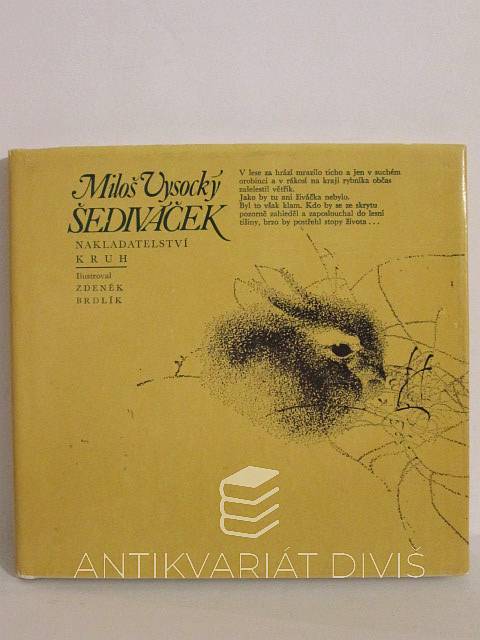 Miloš Vysocký
ŠEDIVÁČEK
NAKLADATELSTVÍ
KRUH
Ilustroval
ZDENĚK
BRDLÍK
V lese za hrází mrazilo ticho a jen v suchém
orobinci a v rákosí na kraji rybníka občas
zašelestil větřík.
Jako by tu ani živáčka nebylo.
Byl to však klam. Kdo by se ze skrytu
pozorně zahleděl a zaposlouchal do lesní
tišiny, brzo by postřehl stopy života . . .
ANTIKVARIÁT DIVIŠ